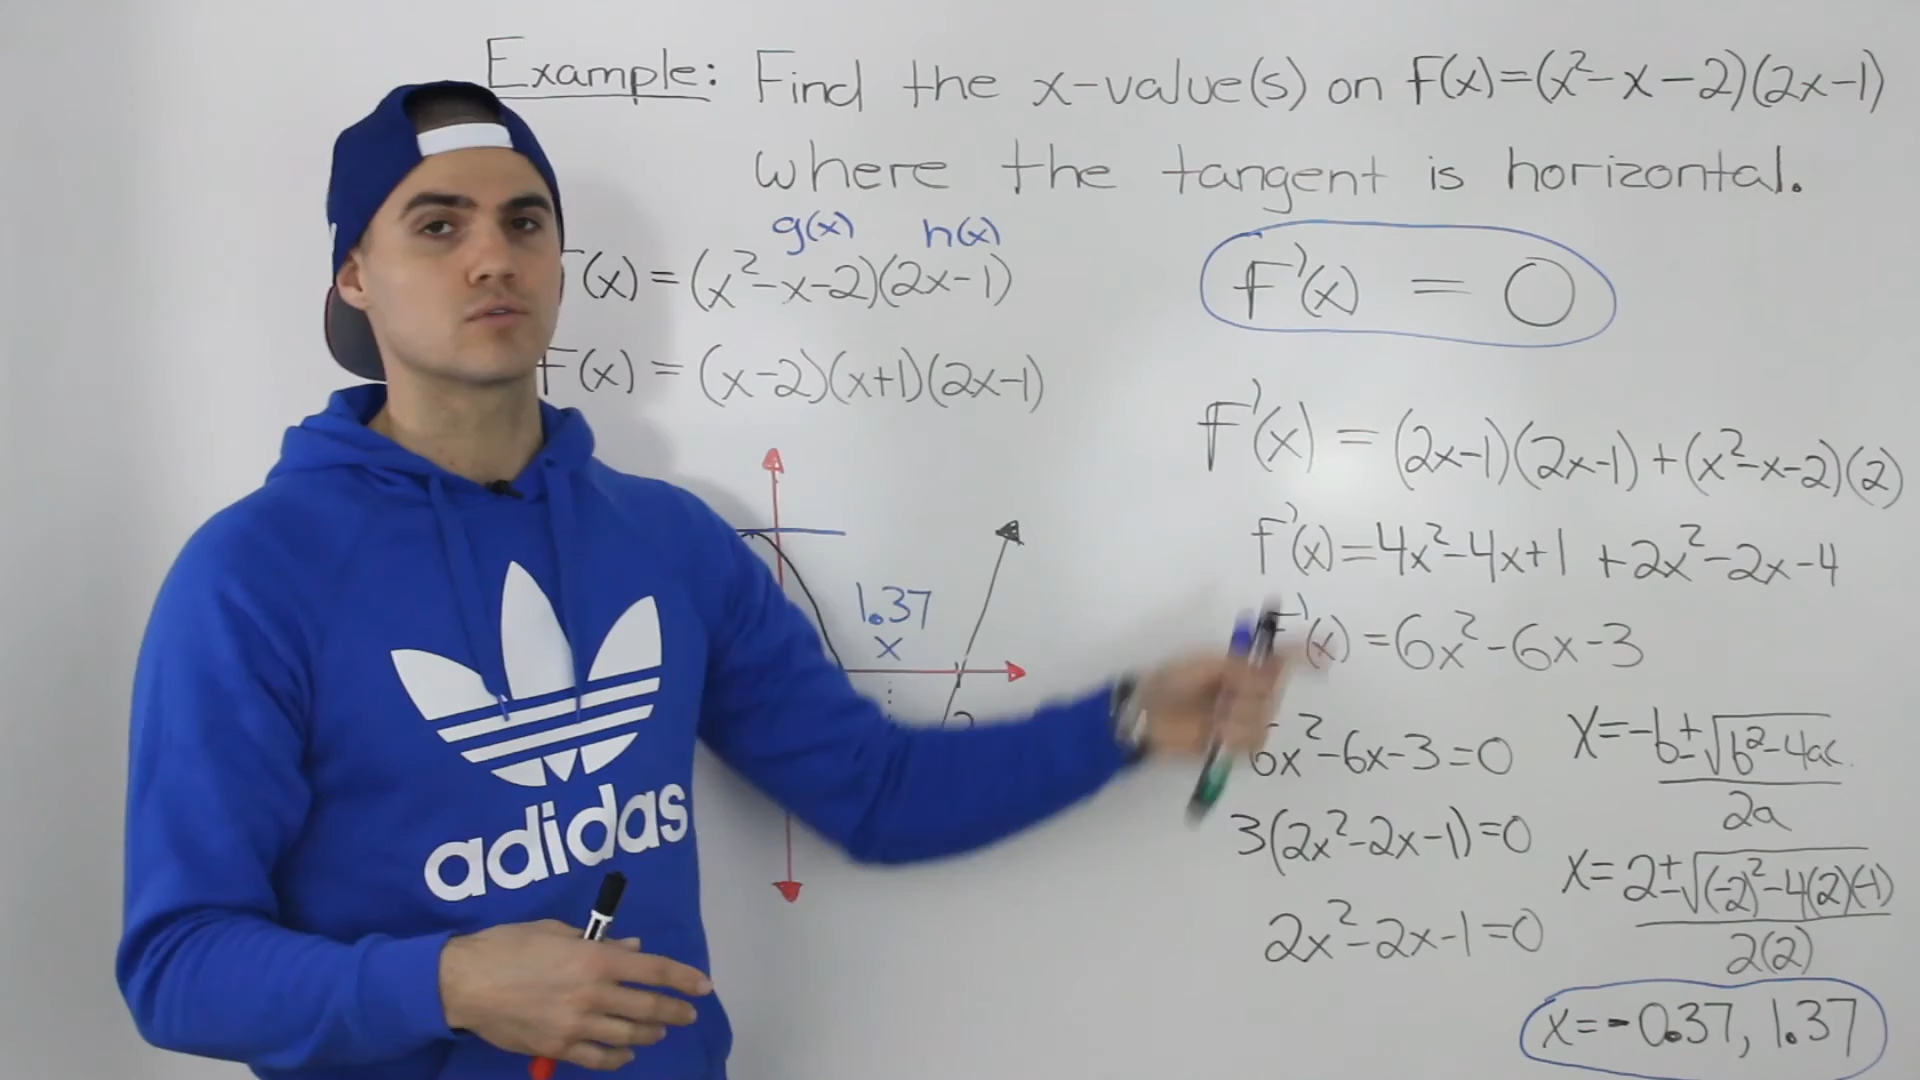 Example: Find the x-value(s) on f(x)=(x²-x-2)(2x-1)
where the tangent is horizontal.
g(x) h(x)
f(x) = (x²-x-2)(2x-1)
f(x) = (x-2)(x+1)(2x-1)
1.37
x
2
f'(x) = 0
f'(x) = (2x-1)(2x-1)+(x²-x-2)(2)
f'(x)=4x²-4x+1 +2x²-2x-4
f'(x) =6x²-6x-3
6x²-6x-3=0
3(2x²-2x-1)=0
2x²-2x-1=0
x=-b±√b²-4ac
2a
x=2±√(-2)²-4(2)(-1)
2(2)
x=-0.37, 1.37
adidas